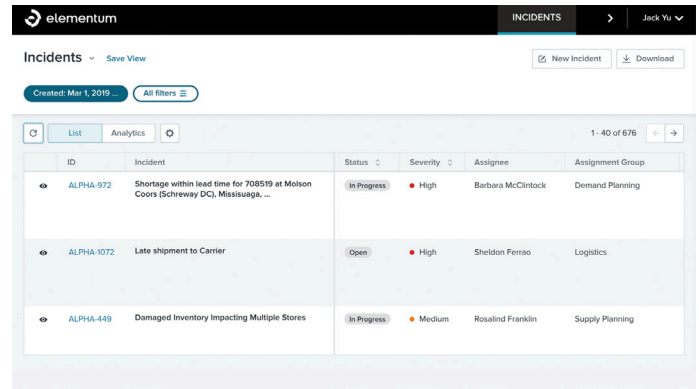 elementum
INCIDENTS
Jack Yu
Incidents
Save View
New Incident
Download
Created: Mar 1, 2019 ...
All filters
List
Analytics
1 - 40 of 676
ID
Incident
Status
Severity
Assignee
Assignment Group
ALPHA-972
Shortage within lead time for 708519 at Molson
Coors (Schreway DC), Missisuaga, ...
In Progress
High
Barbara McClintock
Demand Planning
ALPHA-1072
Late shipment to Carrier
Open
High
Sheldon Ferrao
Logistics
ALPHA-449
Damaged Inventory Impacting Multiple Stores
In Progress
Medium
Rosalind Franklin
Supply Planning